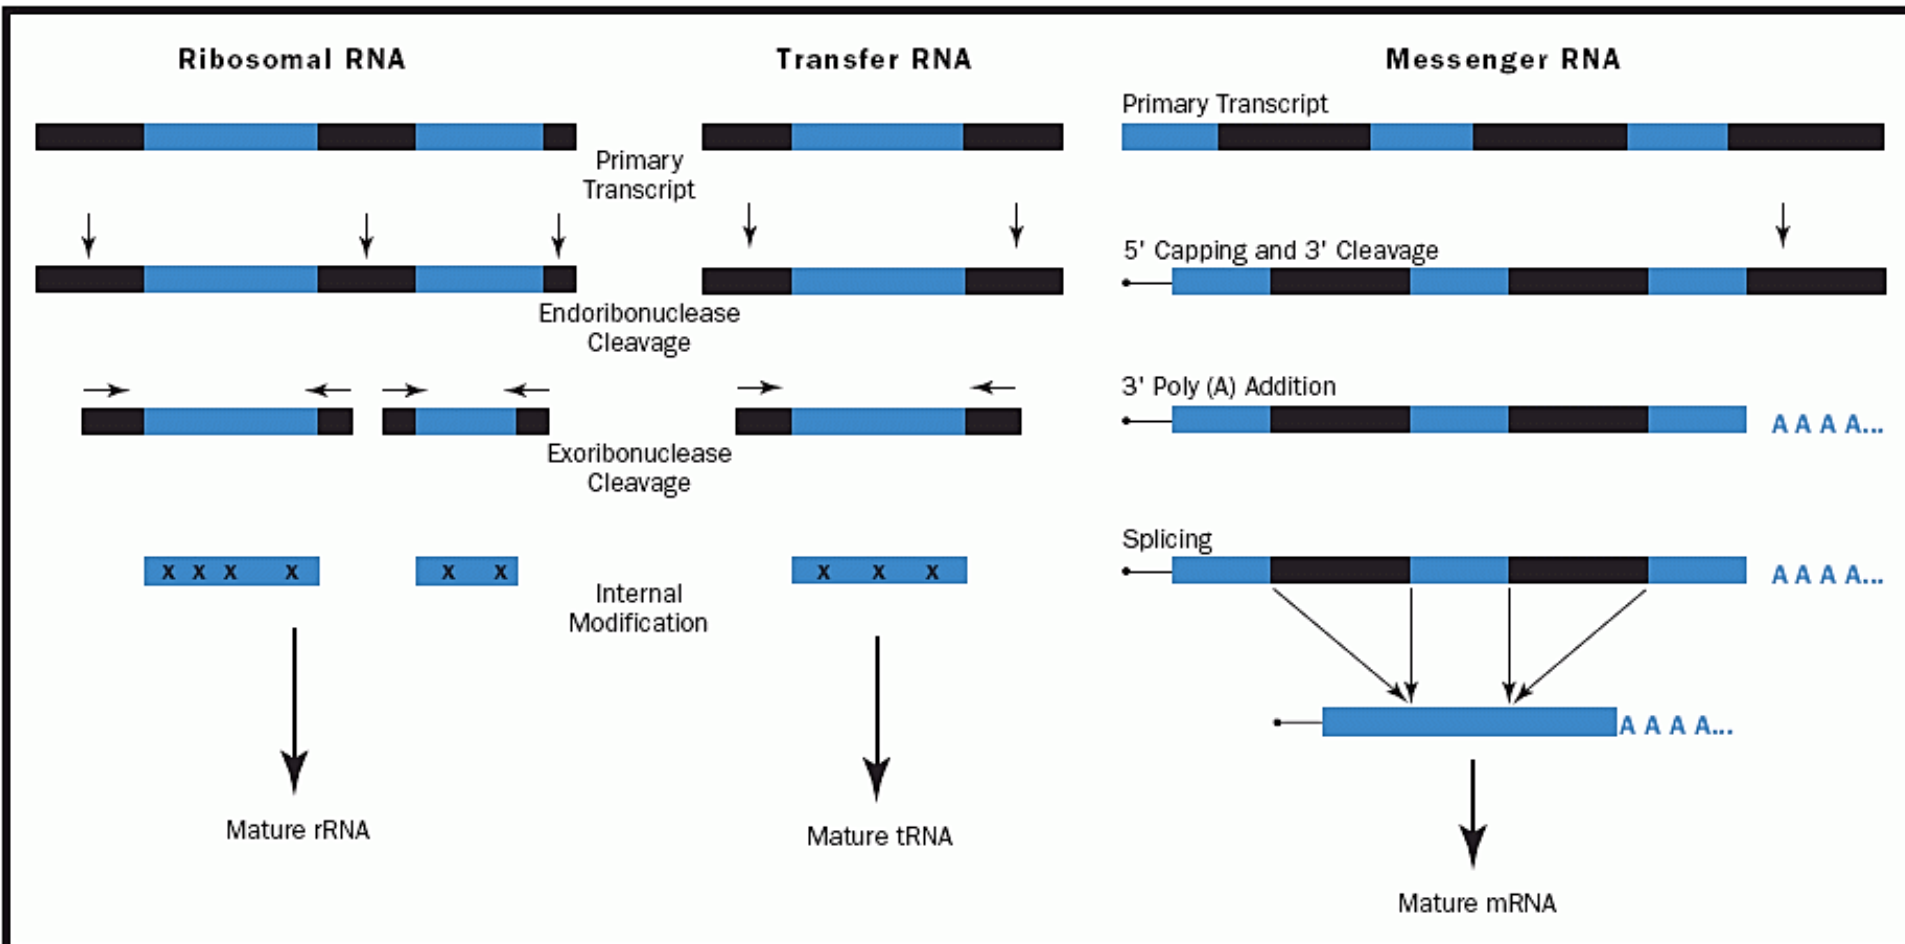 Ribosomal RNA
Transfer RNA
Messenger RNA
Primary Transcript
Primary
Transcript
5' Capping and 3' Cleavage
Endoribonuclease
Cleavage
3' Poly (A) Addition
A A A A...
Exoribonuclease
Cleavage
Splicing
X X X X
X X
X X X
A A A A...
Internal
Modification
A A A A...
Mature rRNA
Mature tRNA
Mature mRNA